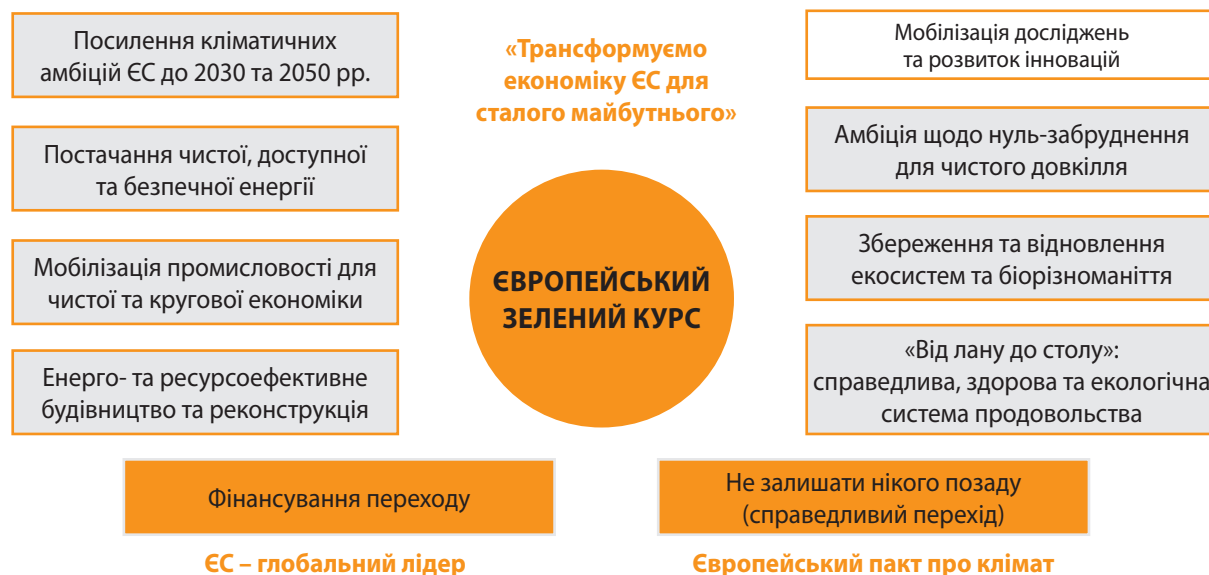 Посилення кліматичних
амбіцій ЄС до 2030 та 2050 рр.
Постачання чистої, доступної
та безпечної енергії
Мобілізація промисловості для
чистої та кругової економіки
Енерго- та ресурсоефективне
будівництво та реконструкція
«Трансформуємо
економіку ЄС для
сталого майбутнього»
ЄВРОПЕЙСЬКИЙ
ЗЕЛЕНИЙ КУРС
Мобілізація досліджень
та розвиток інновацій
Амбіція щодо нуль-забруднення
для чистого довкілля
Збереження та відновлення
екосистем та біорізноманіття
«Від лану до столу»:
справедлива, здорова та екологічна
система продовольства
Фінансування переходу
Не залишати нікого позаду
(справедливий перехід)
ЄС – глобальний лідер
Європейський пакт про клімат